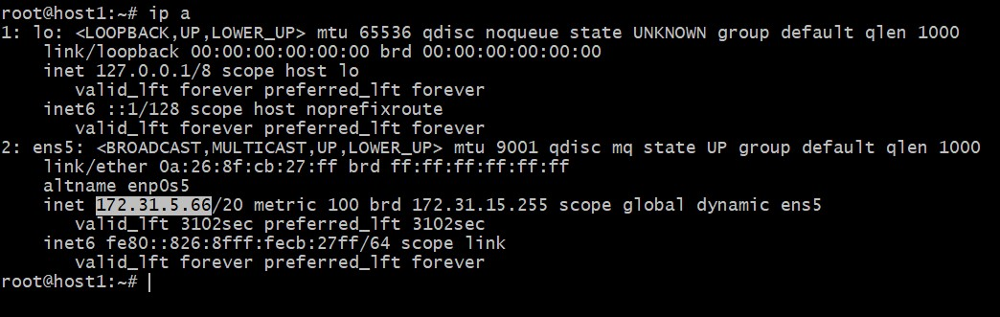 root@host1:~# ip a
1: lo: <LOOPBACK,UP,LOWER_UP> mtu 65536 qdisc noqueue state UNKNOWN group default qlen 1000
    link/loopback 00:00:00:00:00:00 brd 00:00:00:00:00:00
    inet 127.0.0.1/8 scope host lo
       valid_lft forever preferred_lft forever
    inet6 ::1/128 scope host noprefixroute
       valid_lft forever preferred_lft forever
2: ens5: <BROADCAST,MULTICAST,UP,LOWER_UP> mtu 9001 qdisc mq state UP group default qlen 1000
    link/ether 0a:26:8f:cb:27:ff brd ff:ff:ff:ff:ff:ff
    altname enp0s5
    inet 172.31.5.66/20 metric 100 brd 172.31.15.255 scope global dynamic ens5
       valid_lft 3102sec preferred_lft 3102sec
    inet6 fe80::826:8fff:fecb:27ff/64 scope link
       valid_lft forever preferred_lft forever
root@host1:~#